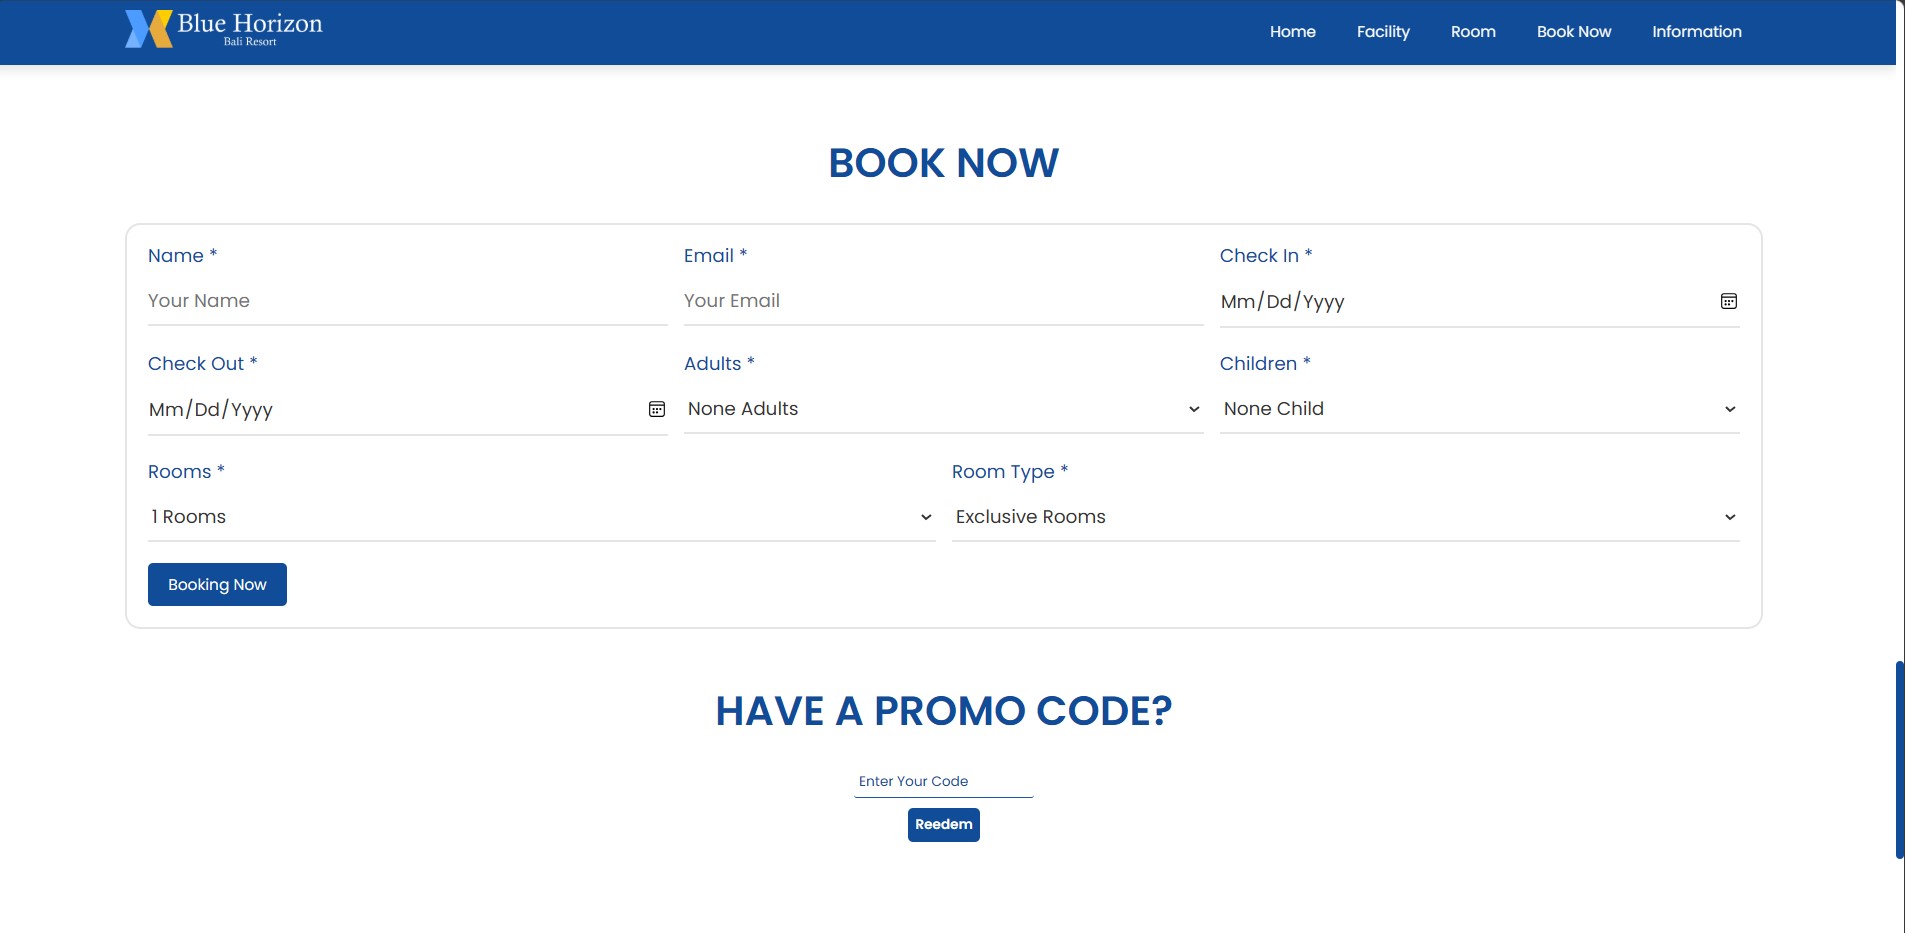 Blue Horizon
Bali Resort
Home Facility Room Book Now Information
BOOK NOW
Name * Email * Check In *
Your Name Your Email Mm/Dd/Yyyy
Check Out * Adults * Children *
Mm/Dd/Yyyy None Adults None Child
Rooms * Room Type *
1 Rooms Exclusive Rooms
Booking Now
HAVE A PROMO CODE?
Enter Your Code
Reedem